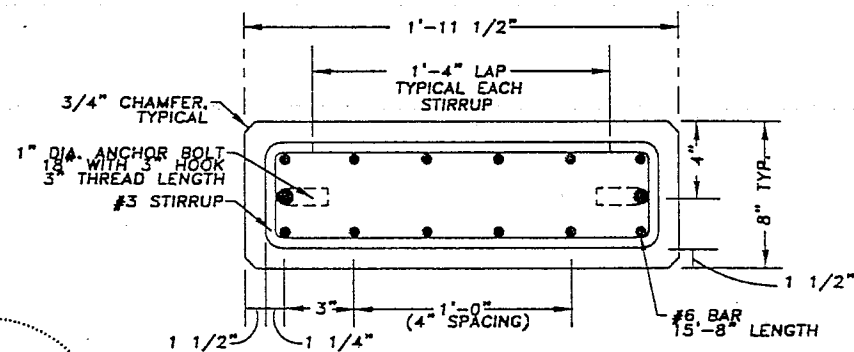 1'-11 1/2"
1'-4" LAP
TYPICAL EACH
STIRRUP
3/4" CHAMFER,
TYPICAL
1" DIA. ANCHOR BOLT
18" WITH 3" HOOK
3" THREAD LENGTH
#3 STIRRUP
4"
8" TYP.
1 1/2"
3"
1'-0"
(4" SPACING)
#6 BAR
15'-8" LENGTH
1 1/2"
1 1/4"